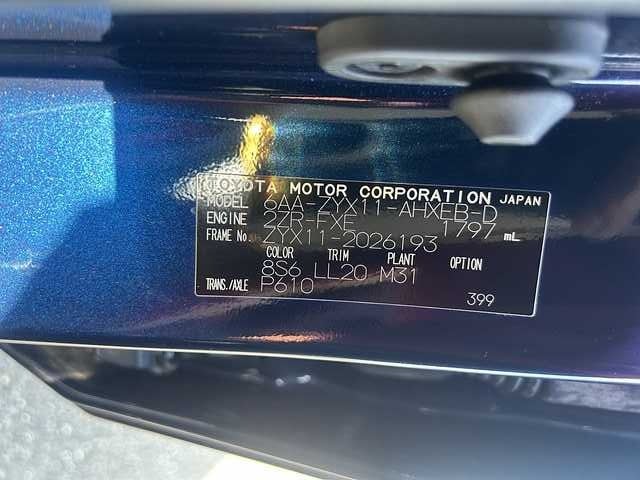 TOYOTA MOTOR CORPORATION JAPAN
MODEL 6AA-ZYX11-AHXEB-D
ENGINE 2ZR-FXE 1797 mL
FRAME No. ZYX11-2026193
COLOR TRIM PLANT OPTION
8S6 LL20 M31
TRANS./AXLE P610
399